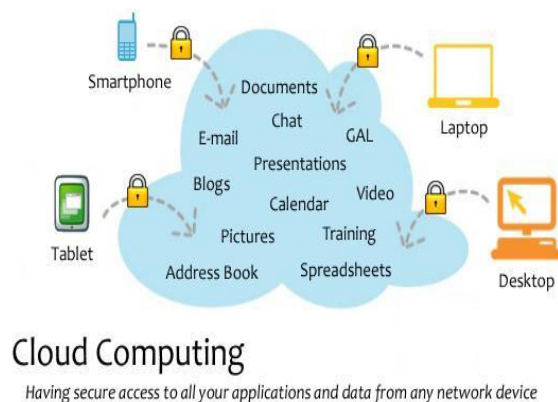 Smartphone
Documents
Chat
E-mail
GAL
Laptop
Presentations
Blogs
Video
Calendar
Tablet
Pictures
Training
Address Book
Spreadsheets
Desktop
Cloud Computing
Having secure access to all your applications and data from any network device